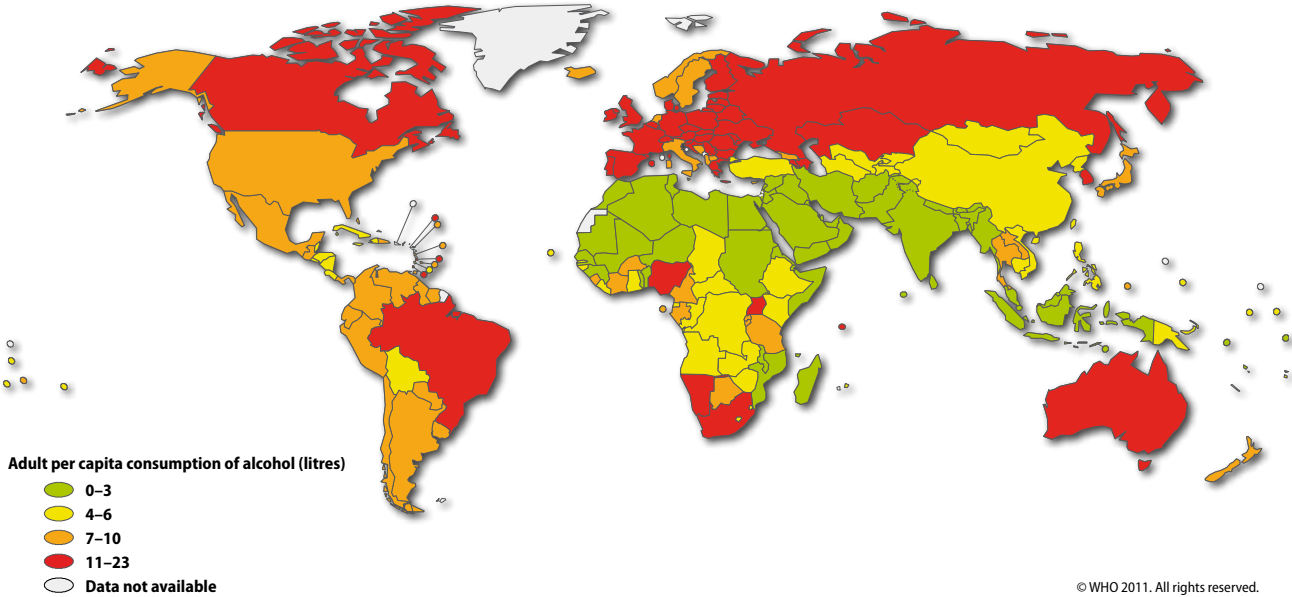 Adult per capita consumption of alcohol (litres)
0–3
4–6
7–10
11–23
Data not available
© WHO 2011. All rights reserved.